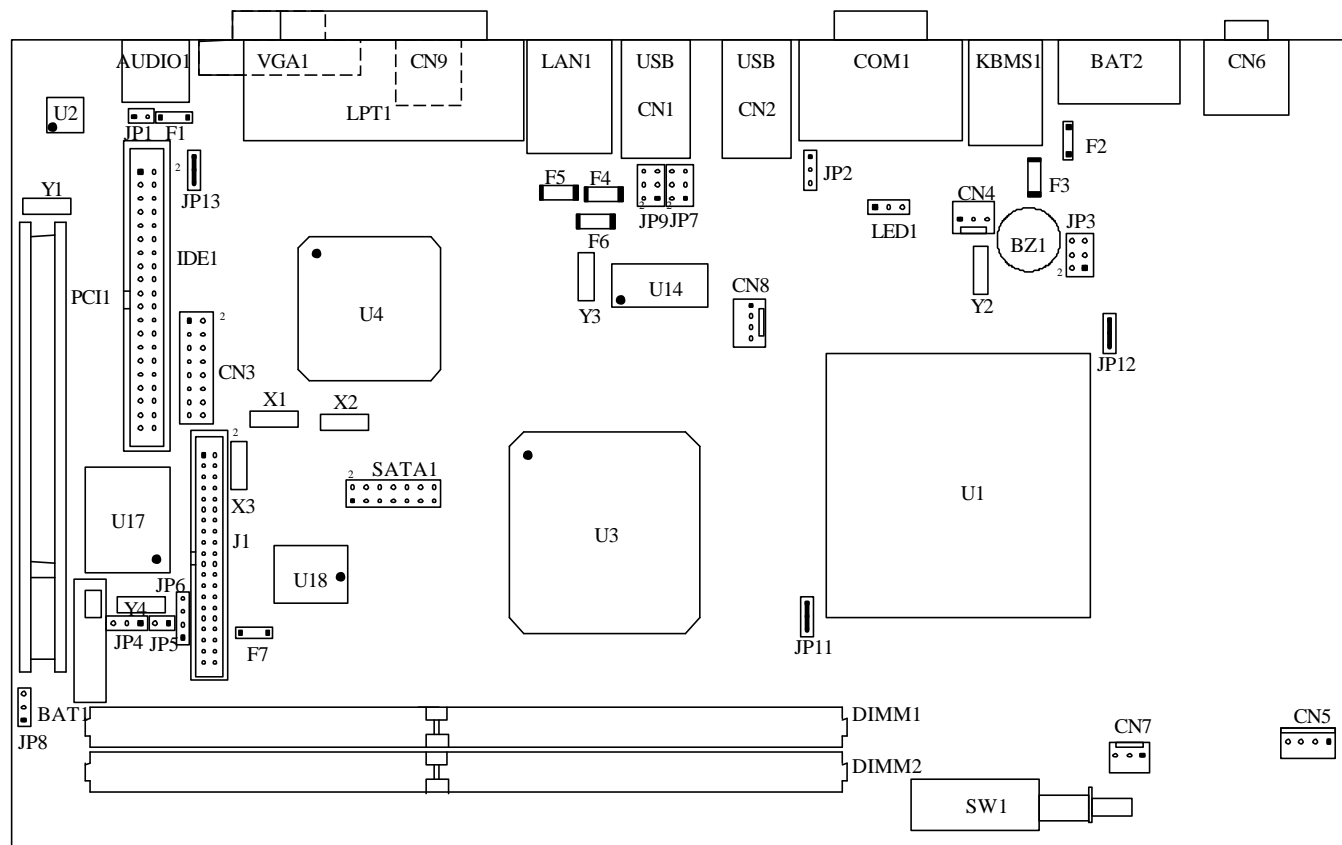 AUDIO1
VGA1
CN9
LAN1
USB
USB
COM1
KBMS1
BAT2
CN6
U2
LPT1
CN1
CN2
JP1
F1
F2
2
JP13
F5
F4
JP2
F3
Y1
2
2
JP9
JP7
CN4
LED1
JP3
F6
BZ1
IDE1
2
PCI1
U4
U14
CN8
Y2
Y3
2
CN3
JP12
X1
X2
2
2
SATA1
X3
U1
U17
J1
U3
JP6
U18
Y4
JP4
JP5
F7
JP11
BAT1
DIMM1
CN5
JP8
CN7
DIMM2
SW1